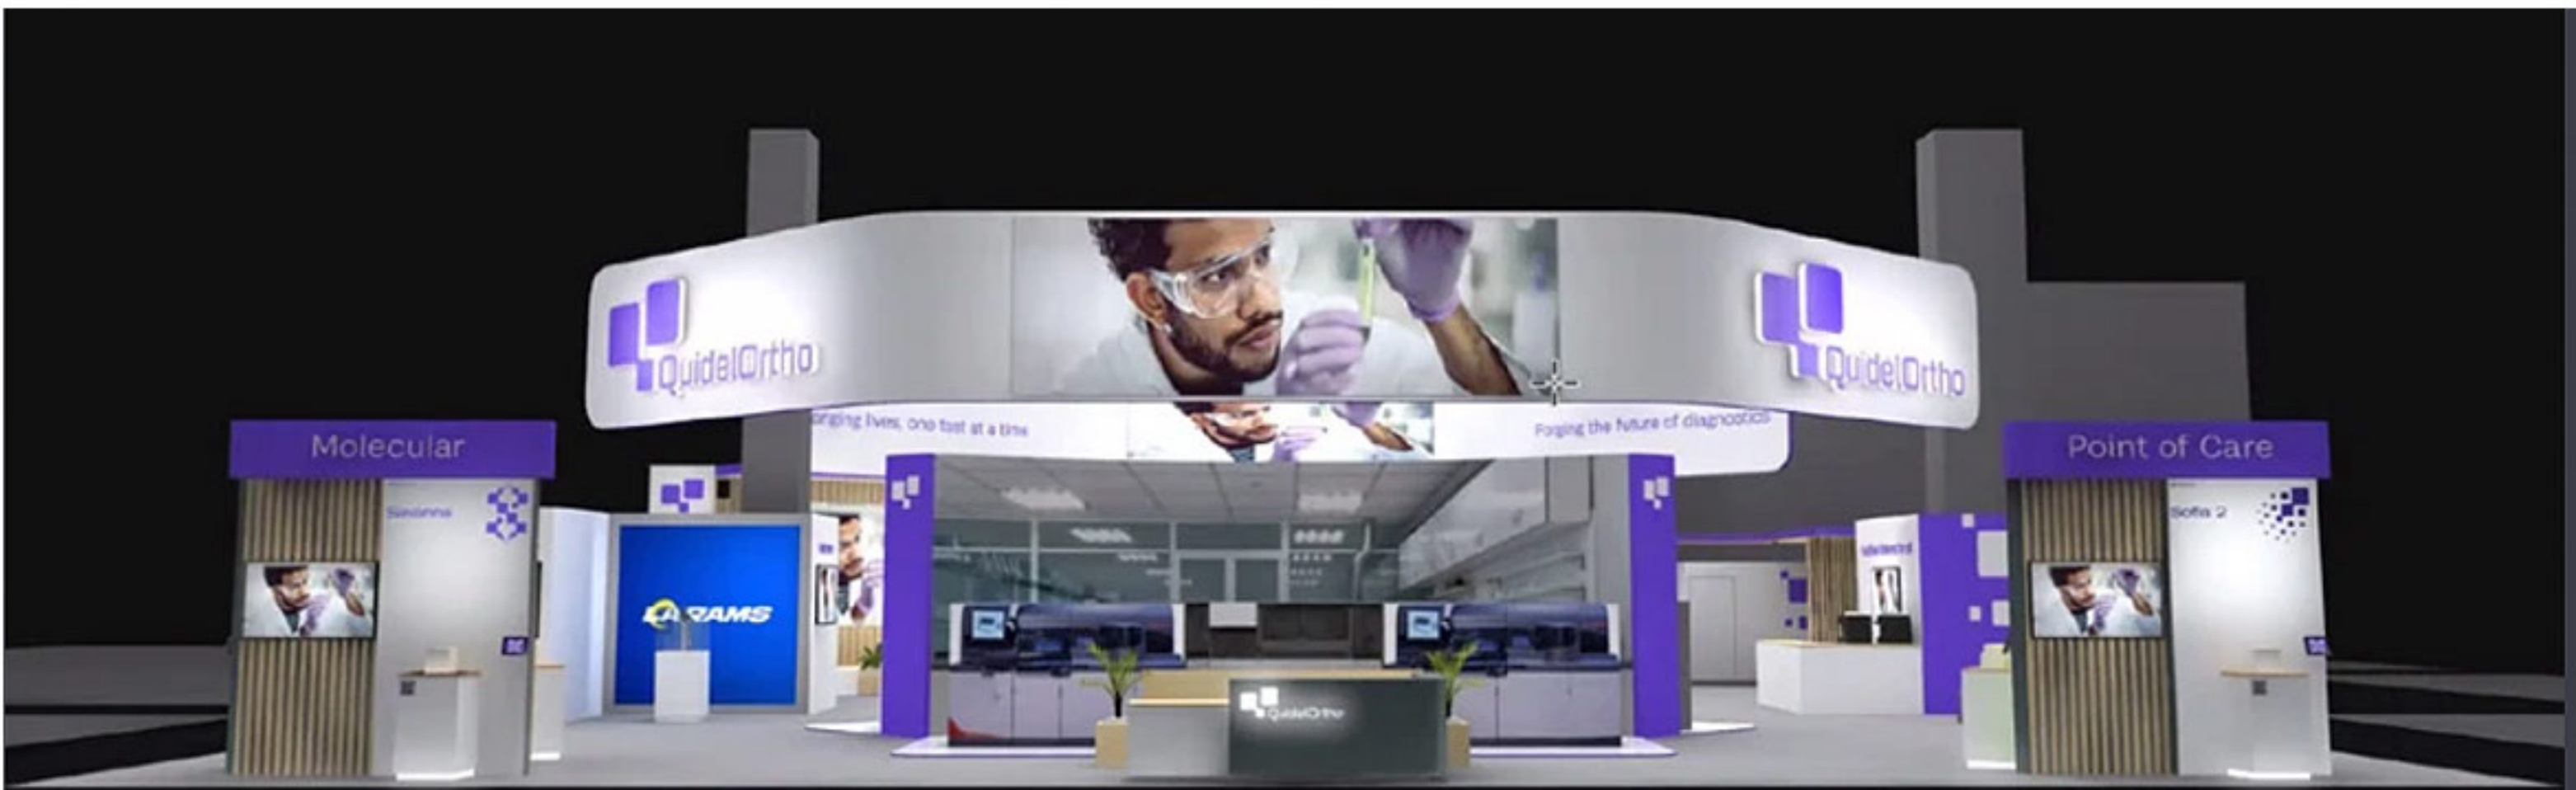 QuidelOrtho
QuidelOrtho
anging lives, one test at a time
Forging the future of diagnostics
Molecular
Point of Care
Savanna
Sofia 2
LA RAMS
QuidelOrtho